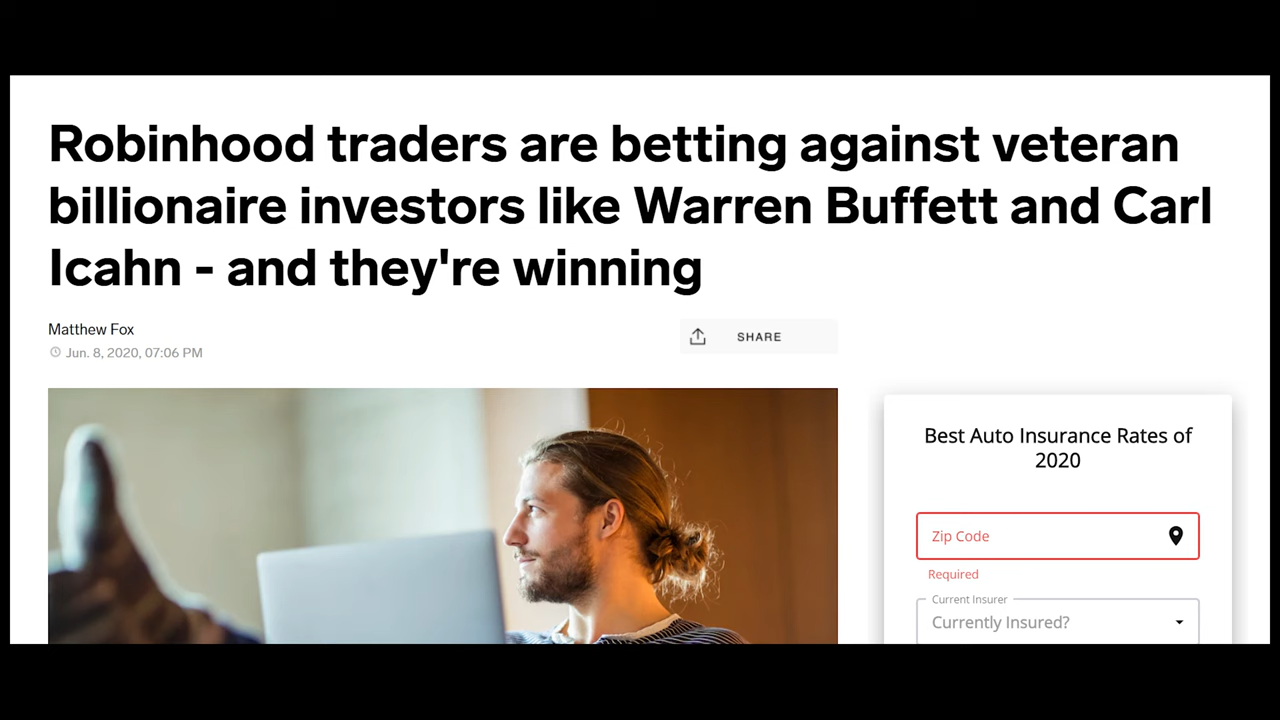 Robinhood traders are betting against veteran
billionaire investors like Warren Buffett and Carl
Icahn - and they're winning
Matthew Fox
Jun. 8, 2020, 07:06 PM
SHARE
Best Auto Insurance Rates of
2020
Zip Code
Required
Current Insurer
Currently Insured?